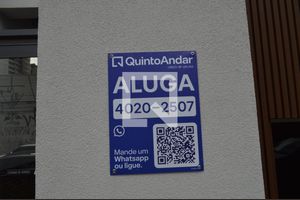 QuintoAndar
ALUGA
4020-2507
Mande um
Whatsapp
ou ligue.